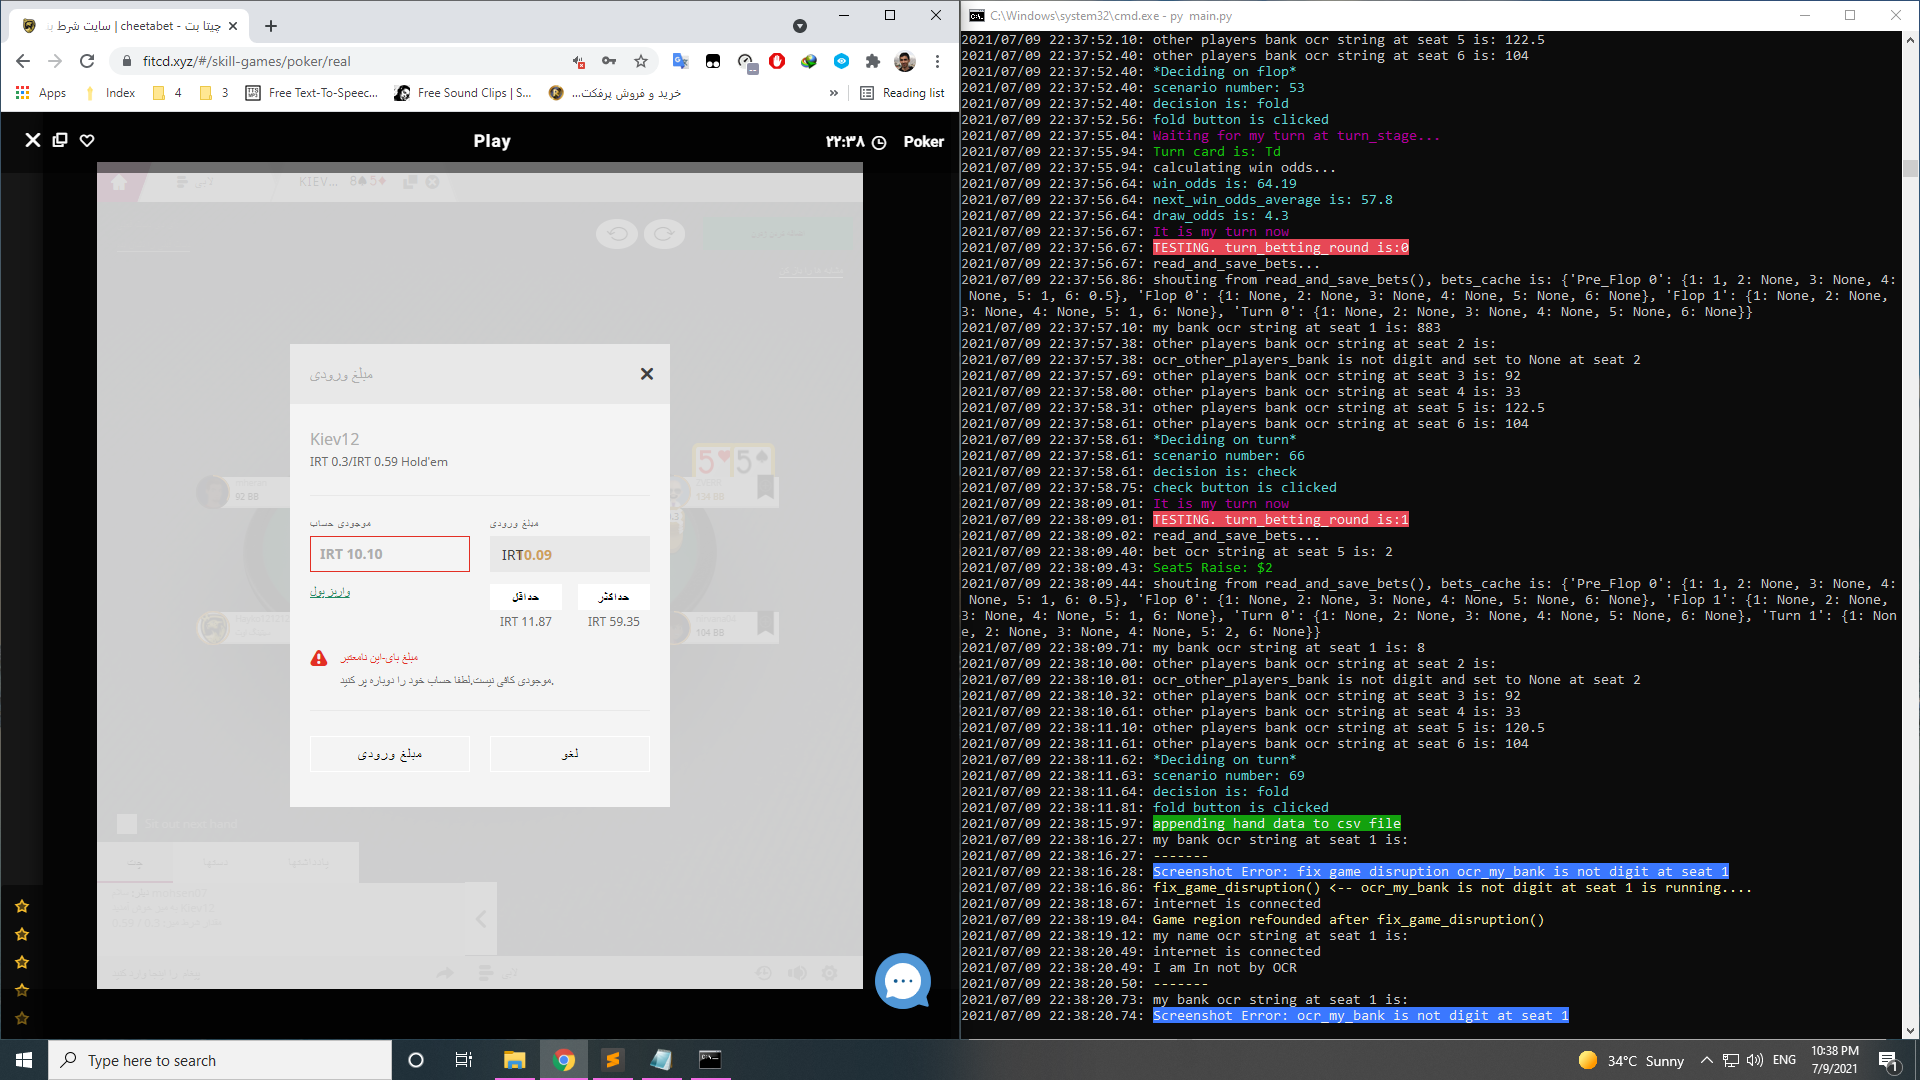 چیتا بت - cheetabet | سایت شرط ب
fitcd.xyz/#/skill-games/poker/real
Apps
Index
4
3
Free Text-To-Speec...
Free Sound Clips | S...
خرید و فروش پرفکت...
»
Reading list
Play
۲۲:۳۸
Poker
KIEV... 8♠5♦
لابی
مبلغ ورودی
Kiev12
IRT 0.3/IRT 0.59 Hold'em
موجودی حساب
مبلغ ورودی
IRT 10.10
واریز پول
حداقل
حداکثر
IRT 11.87
IRT 59.35
مبلغ بای-این نامعتبر
موجودی کافی نیست.لطفا حساب خود را دوباره پر کنید.
مبلغ ورودی
لغو
92 BB
5♥ 5♠
134 BB
104 BB
Sit out next hand
چت
یادداشتها
لابی
C:\Windows\system32\cmd.exe - py main.py
2021/07/09 22:37:52.10: other players bank ocr string at seat 5 is: 122.5
2021/07/09 22:37:52.40: other players bank ocr string at seat 6 is: 104
2021/07/09 22:37:52.40: *Deciding on flop*
2021/07/09 22:37:52.40: scenario number: 53
2021/07/09 22:37:52.40: decision is: fold
2021/07/09 22:37:52.56: fold button is clicked
2021/07/09 22:37:55.04: Waiting for my turn at turn_stage...
2021/07/09 22:37:55.94: Turn card is: Td
2021/07/09 22:37:55.94: calculating win odds...
2021/07/09 22:37:56.64: win_odds is: 64.19
2021/07/09 22:37:56.64: next_win_odds_average is: 57.8
2021/07/09 22:37:56.64: draw_odds is: 4.3
2021/07/09 22:37:56.67: It is my turn now
2021/07/09 22:37:56.67: TESTING. turn_betting_round is:0
2021/07/09 22:37:56.67: read_and_save_bets...
2021/07/09 22:37:56.86: shouting from read_and_save_bets(), bets_cache is: {'Pre_Flop 0': {1: 1, 2: None, 3: None, 4:
None, 5: 1, 6: 0.5}, 'Flop 0': {1: None, 2: None, 3: None, 4: None, 5: None, 6: None}, 'Flop 1': {1: None, 2: None,
3: None, 4: None, 5: 1, 6: None}, 'Turn 0': {1: None, 2: None, 3: None, 4: None, 5: None, 6: None}}
2021/07/09 22:37:57.10: my bank ocr string at seat 1 is: 883
2021/07/09 22:37:57.38: other players bank ocr string at seat 2 is:
2021/07/09 22:37:57.38: ocr_other_players_bank is not digit and set to None at seat 2
2021/07/09 22:37:57.69: other players bank ocr string at seat 3 is: 92
2021/07/09 22:37:58.00: other players bank ocr string at seat 4 is: 33
2021/07/09 22:37:58.31: other players bank ocr string at seat 5 is: 122.5
2021/07/09 22:37:58.61: other players bank ocr string at seat 6 is: 104
2021/07/09 22:37:58.61: *Deciding on turn*
2021/07/09 22:37:58.61: scenario number: 66
2021/07/09 22:37:58.61: decision is: check
2021/07/09 22:37:58.75: check button is clicked
2021/07/09 22:38:09.01: It is my turn now
2021/07/09 22:38:09.01: TESTING. turn_betting_round is:1
2021/07/09 22:38:09.02: read_and_save_bets...
2021/07/09 22:38:09.40: bet ocr string at seat 5 is: 2
2021/07/09 22:38:09.43: Seat5 Raise: $2
2021/07/09 22:38:09.44: shouting from read_and_save_bets(), bets_cache is: {'Pre_Flop 0': {1: 1, 2: None, 3: None, 4:
None, 5: 1, 6: 0.5}, 'Flop 0': {1: None, 2: None, 3: None, 4: None, 5: None, 6: None}, 'Flop 1': {1: None, 2: None,
3: None, 4: None, 5: 1, 6: None}, 'Turn 0': {1: None, 2: None, 3: None, 4: None, 5: None, 6: None}, 'Turn 1': {1: Non
e, 2: None, 3: None, 4: None, 5: 2, 6: None}}
2021/07/09 22:38:09.71: my bank ocr string at seat 1 is: 8
2021/07/09 22:38:10.00: other players bank ocr string at seat 2 is:
2021/07/09 22:38:10.01: ocr_other_players_bank is not digit and set to None at seat 2
2021/07/09 22:38:10.32: other players bank ocr string at seat 3 is: 92
2021/07/09 22:38:10.61: other players bank ocr string at seat 4 is: 33
2021/07/09 22:38:11.10: other players bank ocr string at seat 5 is: 120.5
2021/07/09 22:38:11.61: other players bank ocr string at seat 6 is: 104
2021/07/09 22:38:11.62: *Deciding on turn*
2021/07/09 22:38:11.63: scenario number: 69
2021/07/09 22:38:11.64: decision is: fold
2021/07/09 22:38:11.81: fold button is clicked
2021/07/09 22:38:15.97: appending hand data to csv file
2021/07/09 22:38:16.27: my bank ocr string at seat 1 is:
2021/07/09 22:38:16.27: -------
2021/07/09 22:38:16.28: Screenshot Error: fix game disruption ocr_my_bank is not digit at seat 1
2021/07/09 22:38:16.86: fix_game_disruption() <-- ocr_my_bank is not digit at seat 1 is running....
2021/07/09 22:38:18.67: internet is connected
2021/07/09 22:38:19.04: Game region refounded after fix_game_disruption()
2021/07/09 22:38:19.12: my name ocr string at seat 1 is:
2021/07/09 22:38:20.49: internet is connected
2021/07/09 22:38:20.49: I am In not by OCR
2021/07/09 22:38:20.50: -------
2021/07/09 22:38:20.73: my bank ocr string at seat 1 is:
2021/07/09 22:38:20.74: Screenshot Error: ocr_my_bank is not digit at seat 1
Type here to search
34°C Sunny
ENG
10:38 PM
7/9/2021
1